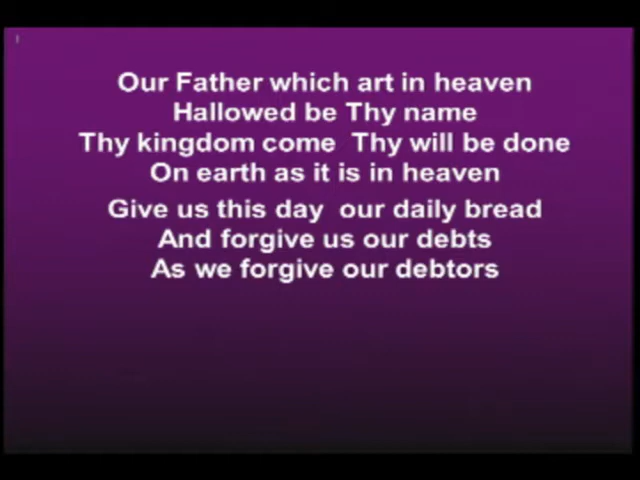 Our Father which art in heaven
Hallowed be Thy name
Thy kingdom come  Thy will be done
On earth as it is in heaven
Give us this day  our daily bread
And forgive us our debts
As we forgive our debtors